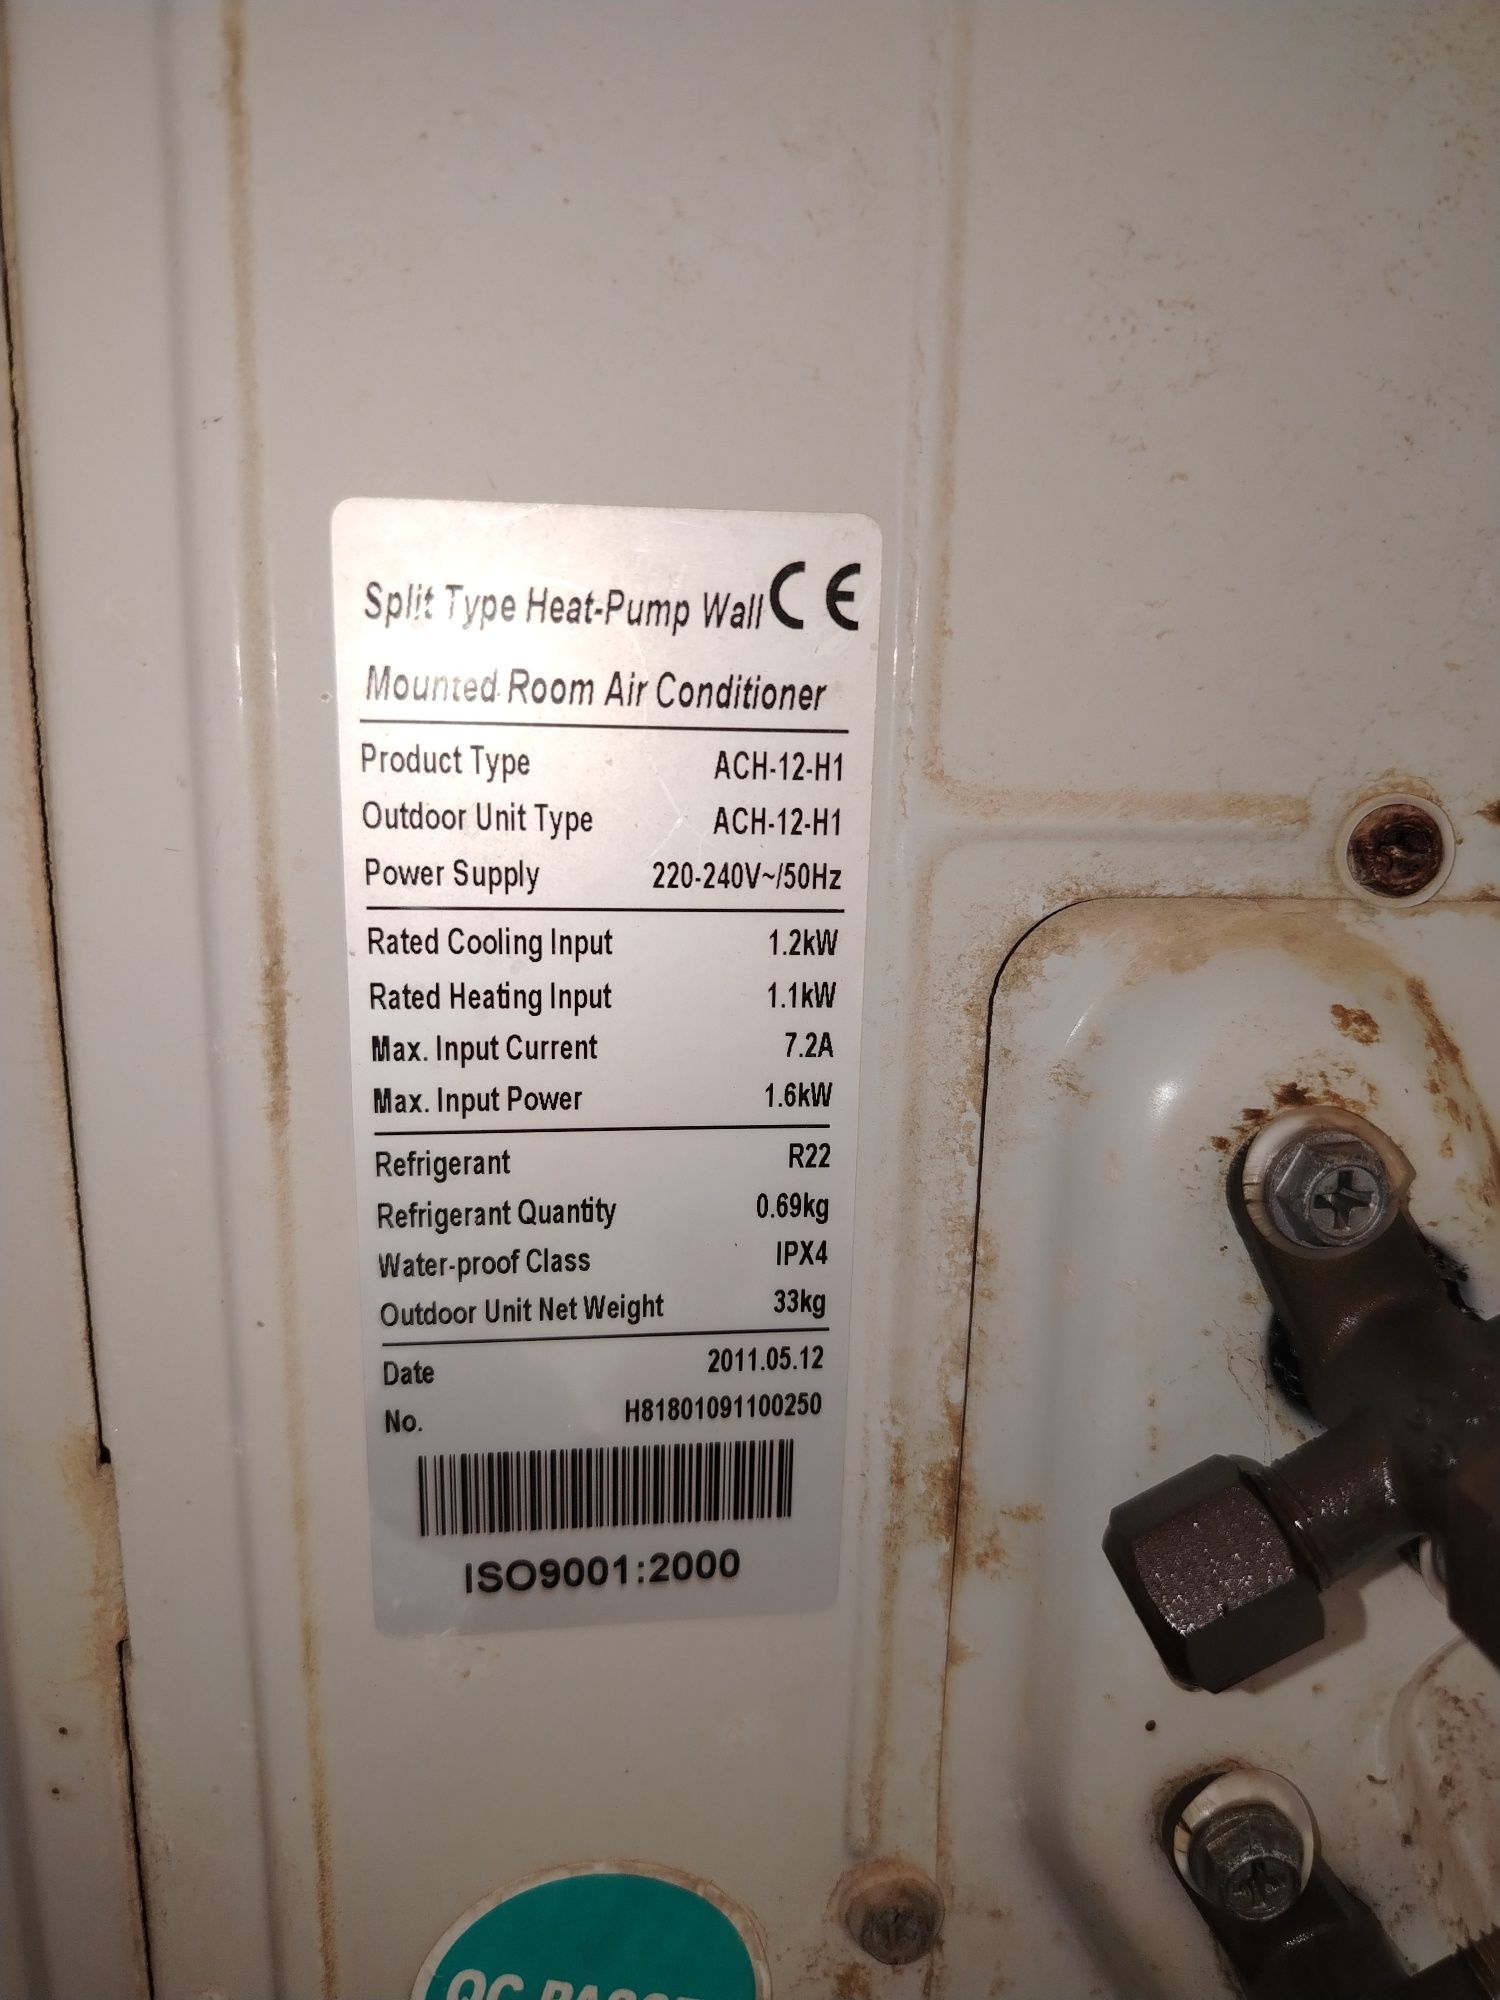 Split Type Heat-Pump Wall CE
Mounted Room Air Conditioner
Product Type ACH-12-H1
Outdoor Unit Type ACH-12-H1
Power Supply 220-240V~/50Hz
Rated Cooling Input 1.2kW
Rated Heating Input 1.1kW
Max. Input Current 7.2A
Max. Input Power 1.6kW
Refrigerant R22
Refrigerant Quantity 0.69kg
Water-proof Class IPX4
Outdoor Unit Net Weight 33kg
Date 2011.05.12
No. H81801091100250
ISO9001:2000
QC